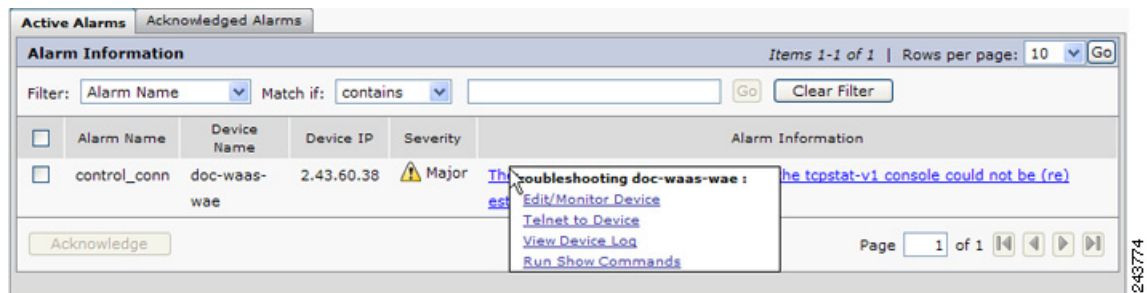 Active Alarms Acknowledged Alarms
Alarm Information Items 1-1 of 1 | Rows per page: 10 Go
Filter: Alarm Name Match if: contains Go Clear Filter
Alarm Name Device Name Device IP Severity Alarm Information
control_conn doc-waas-wae 2.43.60.38 Major The he tcpstat-v1 console could not be (re)
est
roubleshooting doc-waas-wae :
Edit/Monitor Device
Telnet to Device
View Device Log
Run Show Commands
Acknowledge Page 1 of 1
243774